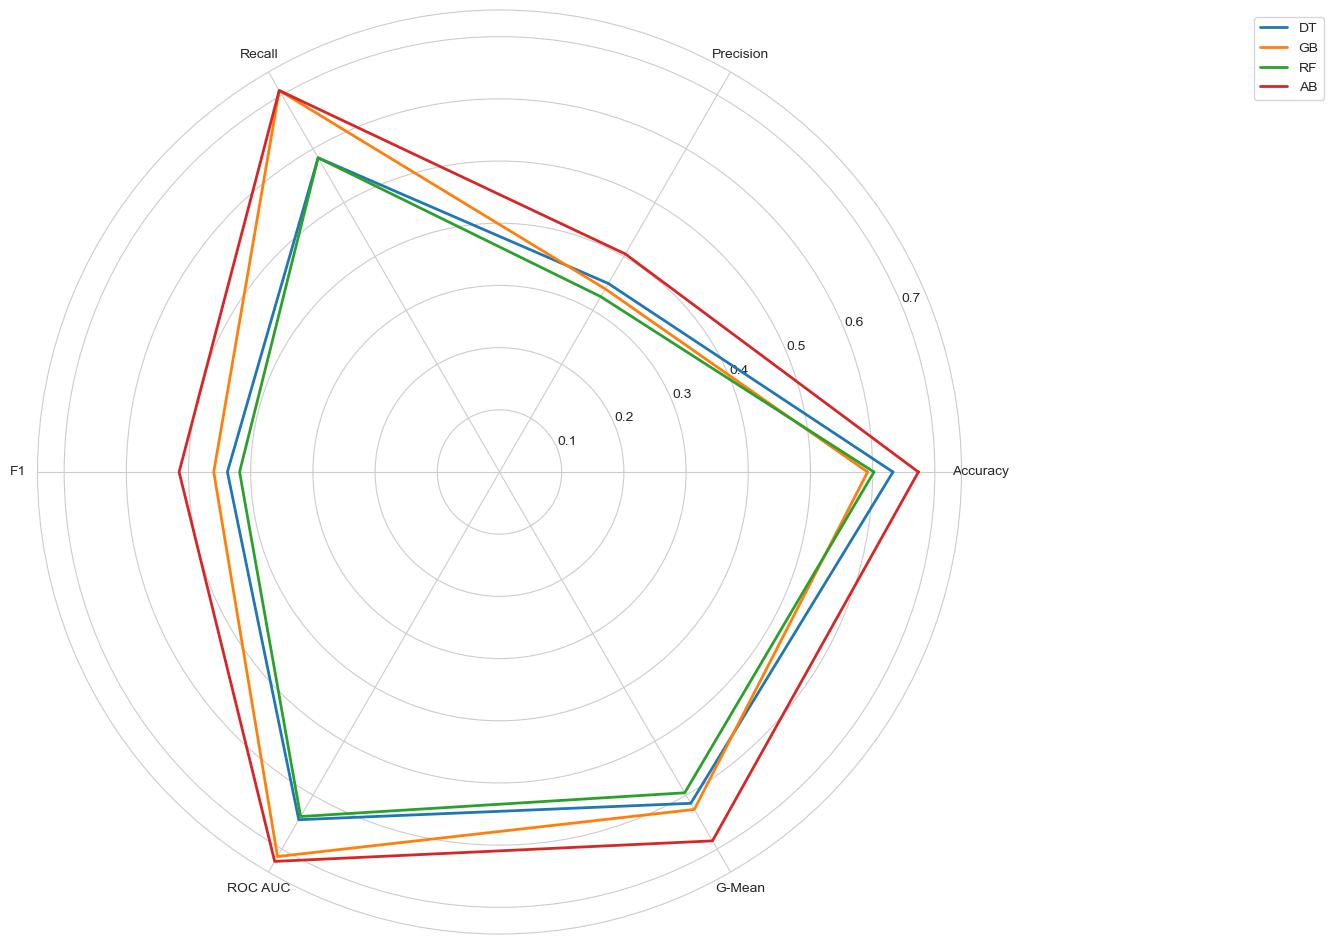 DT
GB
RF
AB
Recall
Precision
0.7
0.6
0.5
0.4
0.3
0.2
0.1
F1
Accuracy
ROC AUC
G-Mean